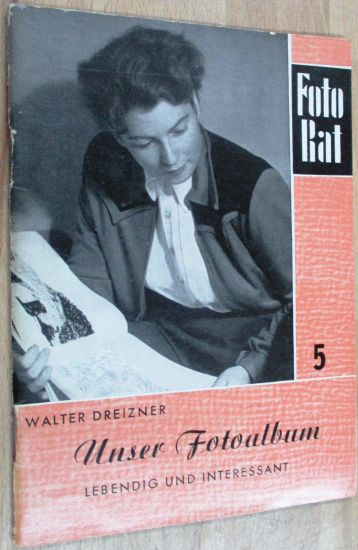 Foto
Rat
5
WALTER DREIZNER
Unser Fotoalbum
LEBENDIG UND INTERESSANT